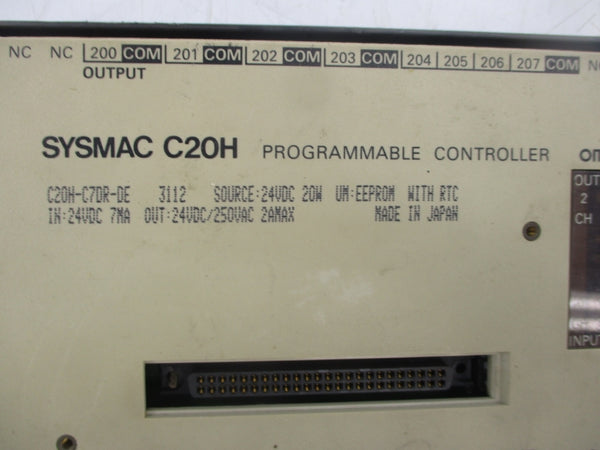 NC NC 200 COM 201 COM 202 COM 203 COM 204 205 206 207 COM
OUTPUT
SYSMAC C20H PROGRAMMABLE CONTROLLER
C20H-C7DR-DE 3112 SOURCE:24VDC 20W UM:EEPROM WITH RTC
IN:24VDC 7MA OUT:24VDC/250VAC 2AMAX MADE IN JAPAN
OUT
2
CH
INPU